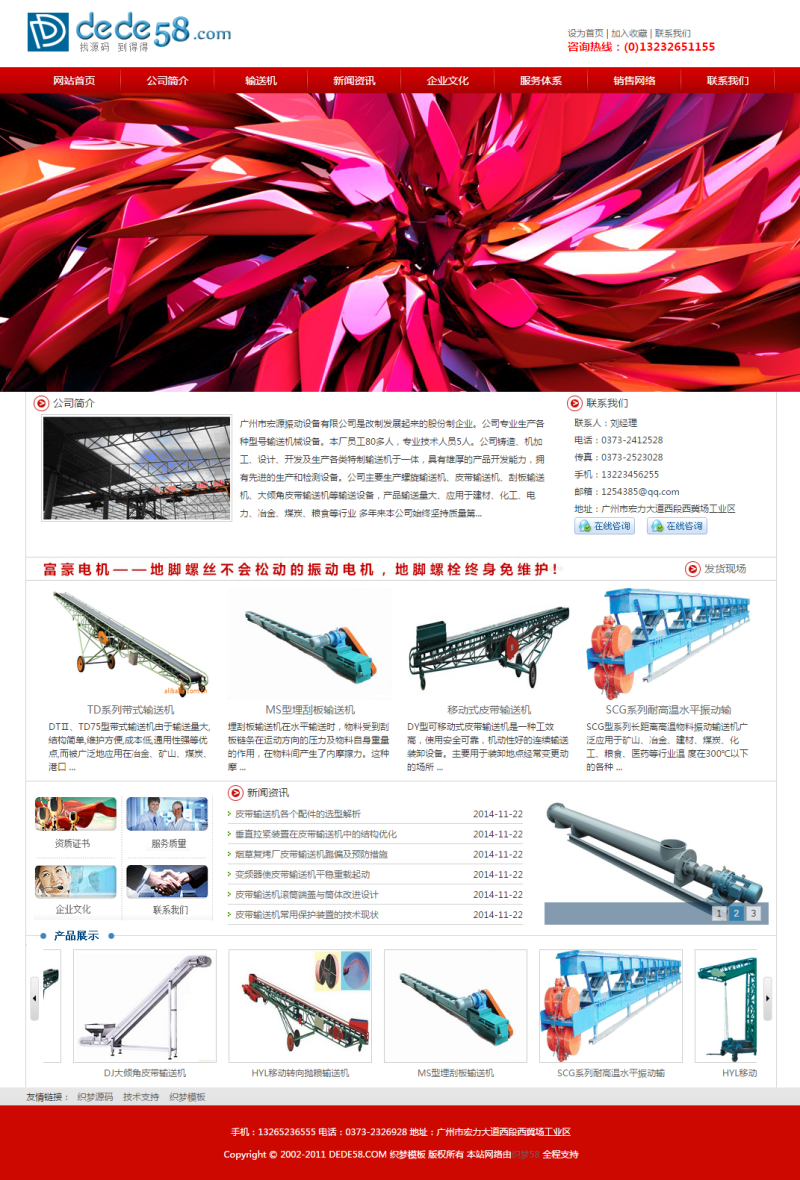 dede58.com
找源码 到得得
设为首页 | 加入收藏 | 联系我们
咨询热线：(0)13232651155
网站首页 公司简介 输送机 新闻资讯 企业文化 服务体系 销售网络 联系我们
公司简介
广州市宏源振动设备有限公司是改制发展起来的股份制企业。公司专业生产各
种型号输送机械设备。本厂员工80多人，专业技术人员5人。公司铸造、机加
工、设计、开发及生产各类特制输送机于一体，具有雄厚的产品开发能力，拥
有先进的生产和检测设备。公司主要生产螺旋输送机、皮带输送机、刮板输送
机、大倾角皮带输送机等输送设备，产品输送量大、应用于建材、化工、电
力、冶金、煤炭、粮食等行业 多年来本公司始终坚持质量第...
联系我们
联系人：刘经理
电话：0373-2412528
传真：0373-2523028
手机：13223456255
邮箱：1254385@qq.com
地址：广州市宏力大道西段西冀场工业区
在线咨询 在线咨询
富豪电机——地脚螺丝不会松动的振动电机，地脚螺栓终身免维护！
发货现场
TD系列带式输送机
DTⅡ、TD75型带式输送机由于输送量大,
结构简单,维护方便,成本低,通用性强等优
点,而被广泛地应用在冶金、矿山、煤炭、
港口 ...
MS型埋刮板输送机
埋刮板输送机在水平输送时，物料受到刮
板链条在运动方向的压力及物料自身重量
的作用，在物料间产生了内摩擦力。这种
摩 ...
移动式皮带输送机
DY型可移动式皮带输送机是一种工效
高，使用安全可靠，机动性好的连续输送
装卸设备。主要用于装卸地点经常变更动
的场所 ...
SCG系列耐高温水平振动输
SCG型系列长距离高温物料振动输送机广
泛应用于矿山、冶金、建材、煤炭、化
工、粮食、医药等行业温 度在300℃以下
的各种 ...
资质证书 服务质量
企业文化 联系我们
新闻资讯
皮带输送机各个配件的选型解析 2014-11-22
垂直拉紧装置在皮带输送机中的结构优化 2014-11-22
烟草复烤厂皮带输送机跑偏及预防措施 2014-11-22
变频器使皮带输送机平稳重载起动 2014-11-22
皮带输送机滚筒端盖与筒体改进设计 2014-11-22
皮带输送机常用保护装置的技术现状 2014-11-22
1 2 3
产品展示
DJ大倾角皮带输送机 HYL移动转向抛粮输送机 MS型埋刮板输送机 SCG系列耐高温水平振动输 HYL移动
友情链接： 织梦源码 技术支持 织梦模板
手机：13265236555 电话：0373-2326928 地址：广州市宏力大道西段西冀场工业区
Copyright © 2002-2011 DEDE58.COM 织梦模板 版权所有 本站网络由织梦58 全程支持